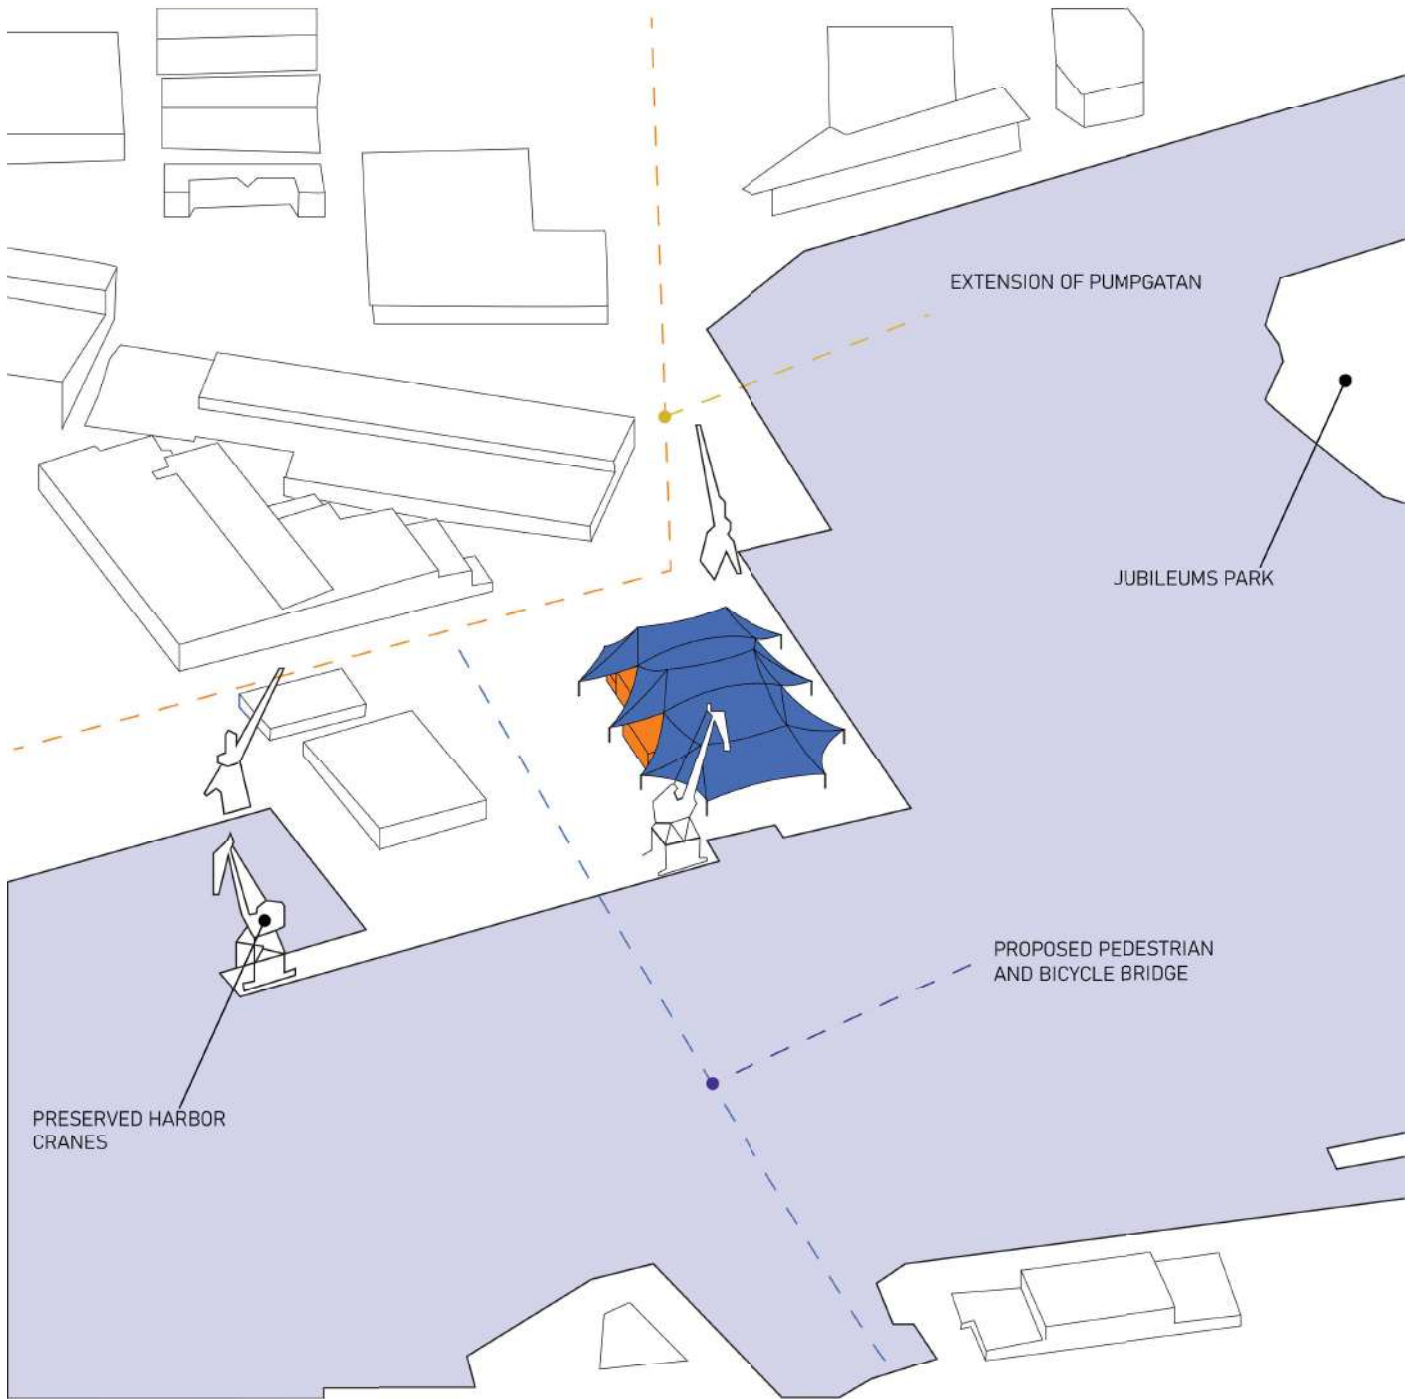 EXTENSION OF PUMPGATAN
JUBILEUMS PARK
PROPOSED PEDESTRIAN
AND BICYCLE BRIDGE
PRESERVED HARBOR
CRANES